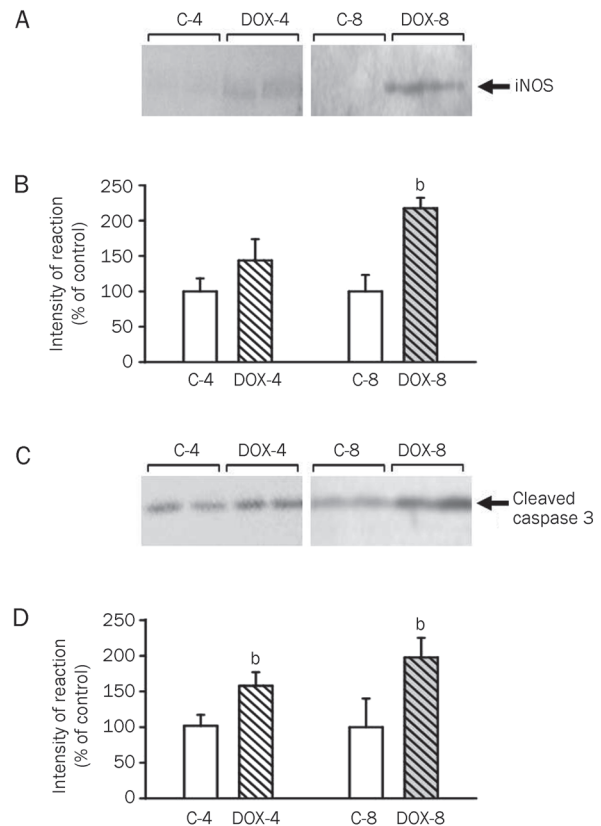 A
C-4 DOX-4 C-8 DOX-8
iNOS
B
Intensity of reaction
(% of control)
250
200
150
100
50
0
b
C-4 DOX-4 C-8 DOX-8
C
C-4 DOX-4 C-8 DOX-8
Cleaved
caspase 3
D
Intensity of reaction
(% of control)
250
200
150
100
50
0
b b
C-4 DOX-4 C-8 DOX-8